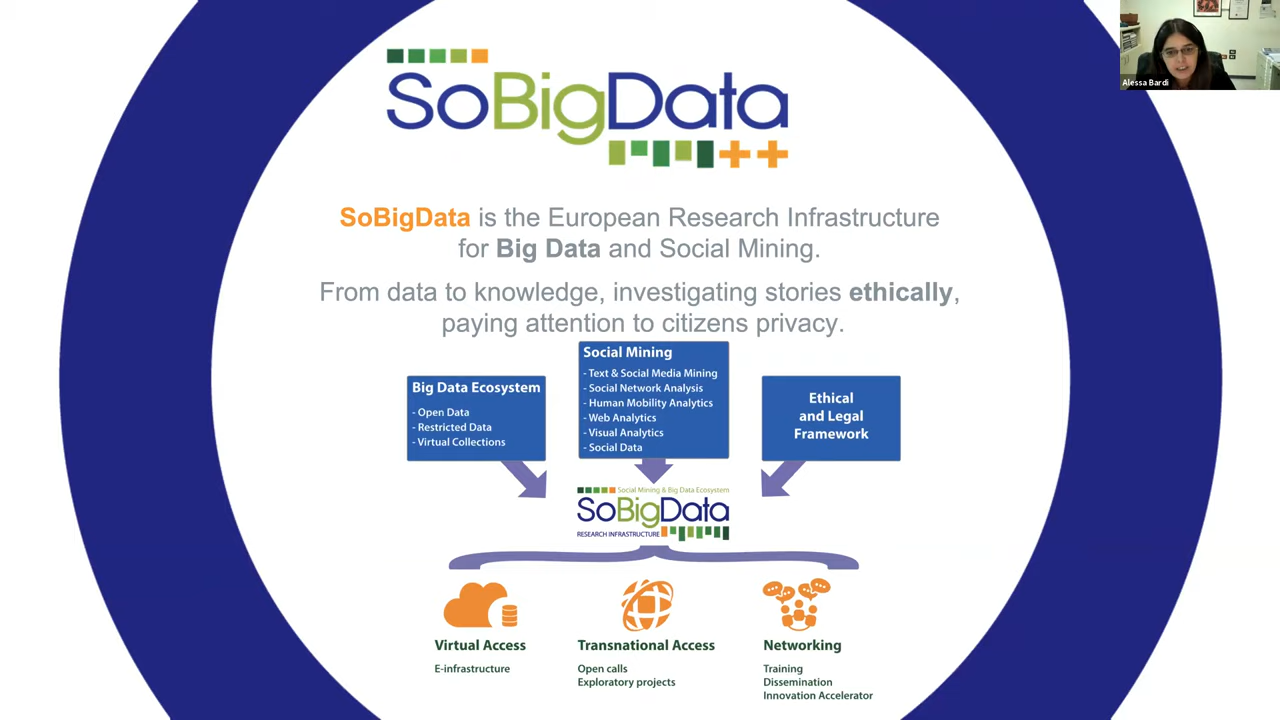 SoBigData++
Alessa Bardi
SoBigData is the European Research Infrastructure
for Big Data and Social Mining.
From data to knowledge, investigating stories ethically,
paying attention to citizens privacy.
Big Data Ecosystem
- Open Data
- Restricted Data
- Virtual Collections
Social Mining
- Text & Social Media Mining
- Social Network Analysis
- Human Mobility Analytics
- Web Analytics
- Visual Analytics
- Social Data
Ethical
and Legal
Framework
Social Mining & Big Data Ecosystem
SoBigData
RESEARCH INFRASTRUCTURE
Virtual Access
E-infrastructure
Transnational Access
Open calls
Exploratory projects
Networking
Training
Dissemination
Innovation Accelerator